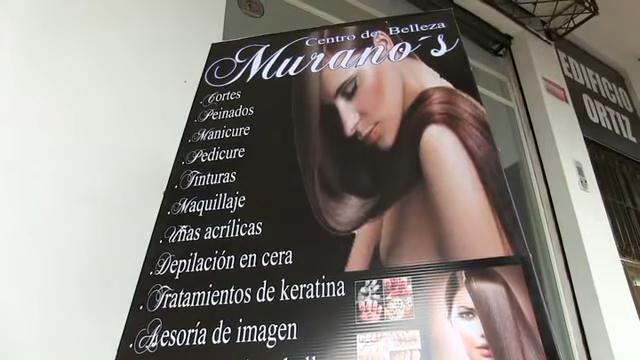 Centro de Belleza
Murano´s
.Cortes
.Peinados
.Manicure
.Pedicure
.Tinturas
.Maquillaje
.Uñas acrílicas
.Depilación en cera
.Tratamientos de keratina
.Asesoría de imagen
EDIFICIO
ORTIZ